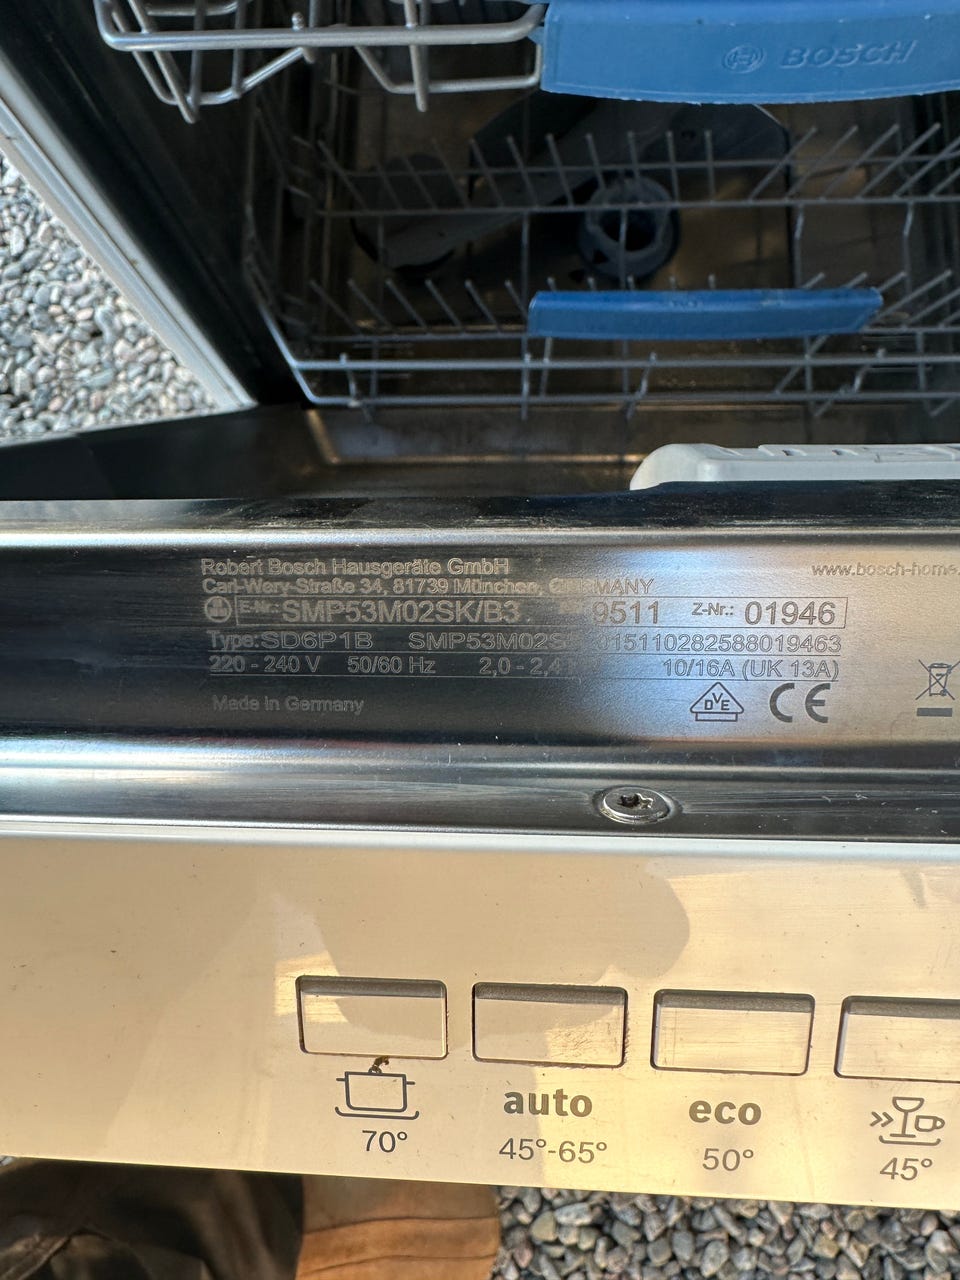 BOSCH
Robert Bosch Hausgeräte GmbH
www.bosch-home.
Carl-Wery-Straße 34, 81739 München, GERMANY
E-Nr.: SMP53M02SK/B3 9511 Z-Nr.: 01946
Type: SD6P1B SMP53M02S 015110282588019463
220 - 240 V 50/60 Hz 2,0 - 2,4 10/16A (UK 13A)
DVE CE
Made in Germany
auto eco
70° 45°-65° 50° 45°